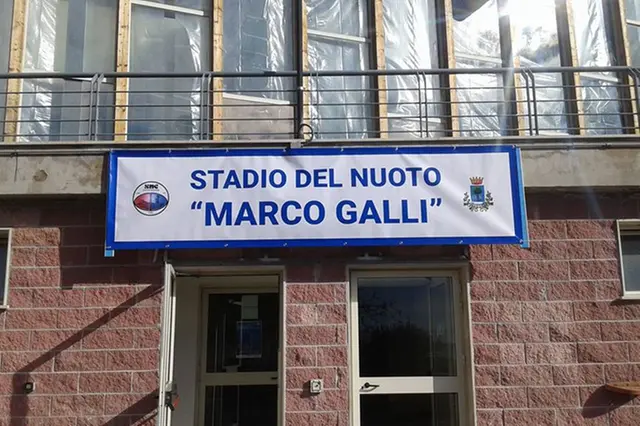 STADIO DEL NUOTO
“MARCO GALLI”